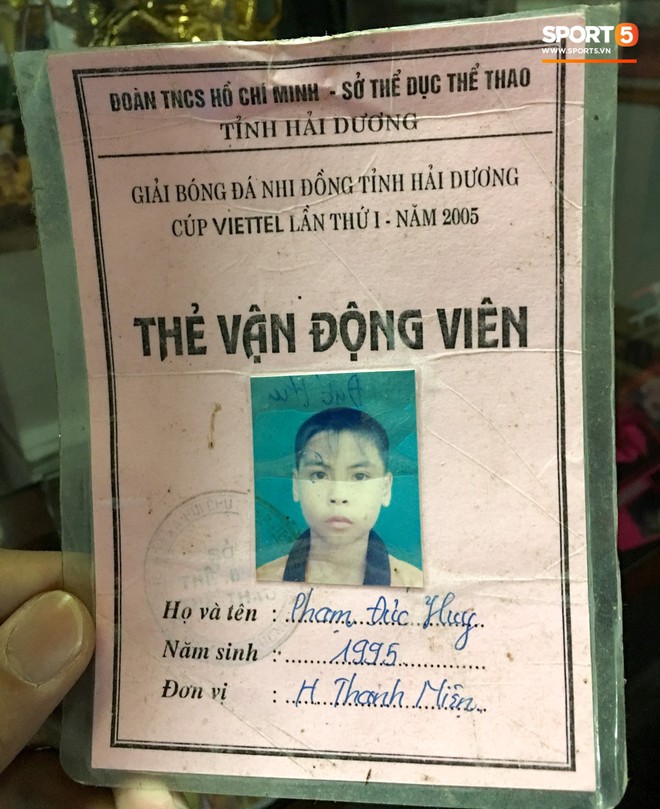 SPORT5
WWW.SPORT5.VN
ĐOÀN TNCS HỒ CHÍ MINH - SỞ THỂ DỤC THỂ THAO
TỈNH HẢI DƯƠNG
GIẢI BÓNG ĐÁ NHI ĐỒNG TỈNH HẢI DƯƠNG
CÚP VIETTEL LẦN THỨ I - NĂM 2005
THẺ VẬN ĐỘNG VIÊN
Họ và tên : Phạm Đức Huy
Năm sinh : 1995
Đơn vị : H. Thanh Miện